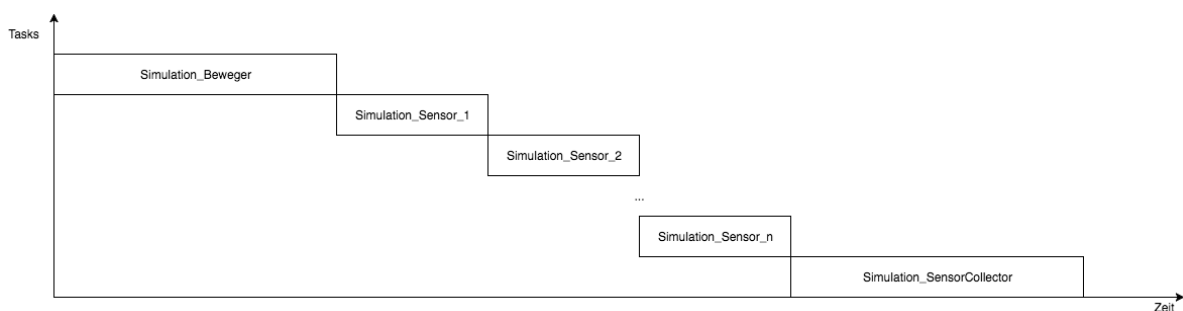 Tasks
Simulation_Beweger
Simulation_Sensor_1
Simulation_Sensor_2
...
Simulation_Sensor_n
Simulation_SensorCollector
Zeit